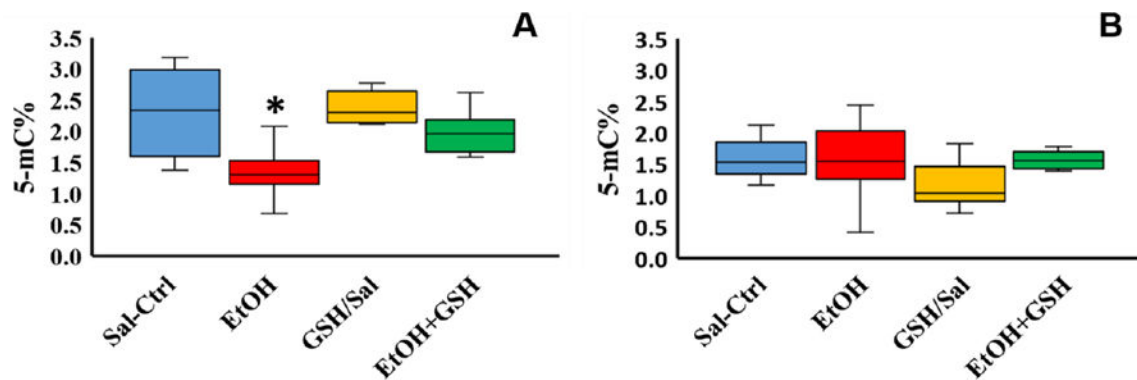 A
5-mC%
3.5
3.0
2.5
2.0
1.5
1.0
0.5
0.0
*
Sal-Ctrl
EtOH
GSH/Sal
EtOH+GSH
B
5-mC%
3.5
3.0
2.5
2.0
1.5
1.0
0.5
0.0
Sal-Ctrl
EtOH
GSH/Sal
EtOH+GSH